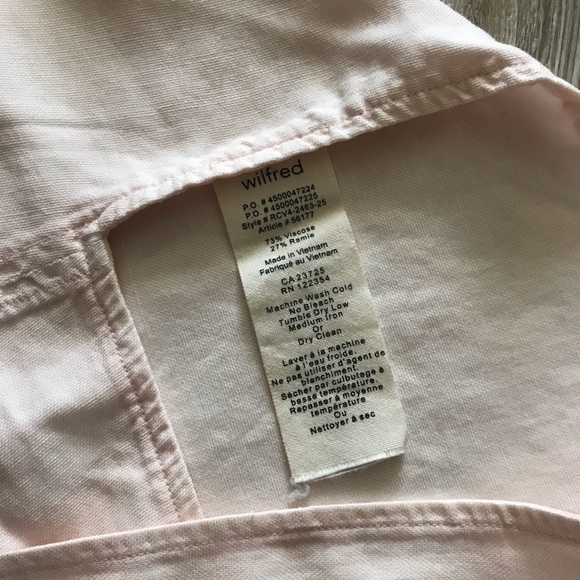 wilfred
P.O. # 4500047224
P.O. # 4500047225
Style # RCV4-2463-25
Article # 56177
73% Viscose
27% Ramie
Made in Vietnam
Fabriqué au Vietnam
CA 23725
RN 122354
Machine Wash Cold
No Bleach
Tumble Dry Low
Medium Iron
Or
Dry Clean
Laver à la machine
à l'eau froide.
Ne pas utiliser d'agent de
blanchiment.
Sécher par culbutage à
basse température.
Repasser à moyenne
température
Ou
Nettoyer à sec